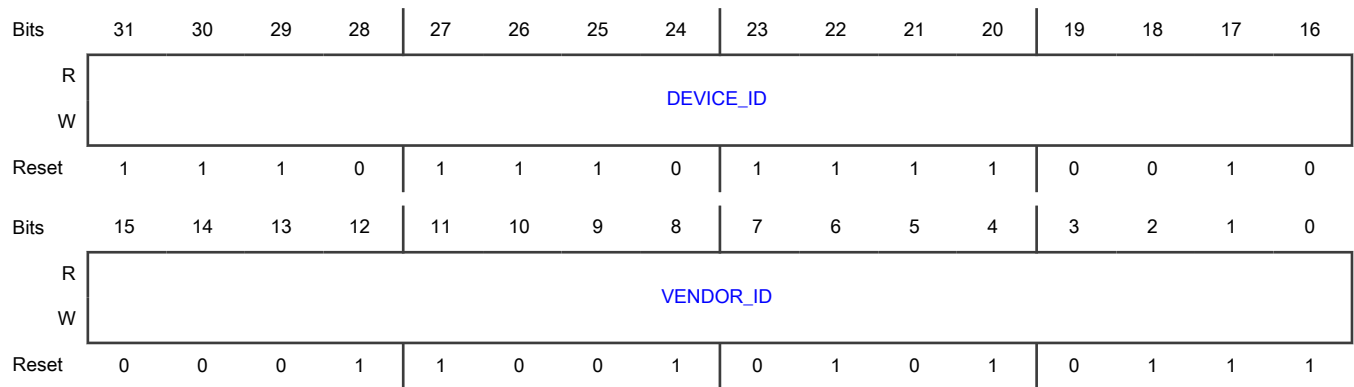 Bits 31 30 29 28 27 26 25 24 23 22 21 20 19 18 17 16
R
DEVICE_ID
W
Reset 1 1 1 0 1 1 1 0 1 1 1 1 0 0 1 0
Bits 15 14 13 12 11 10 9 8 7 6 5 4 3 2 1 0
R
VENDOR_ID
W
Reset 0 0 0 1 1 0 0 1 0 1 0 1 0 1 1 1